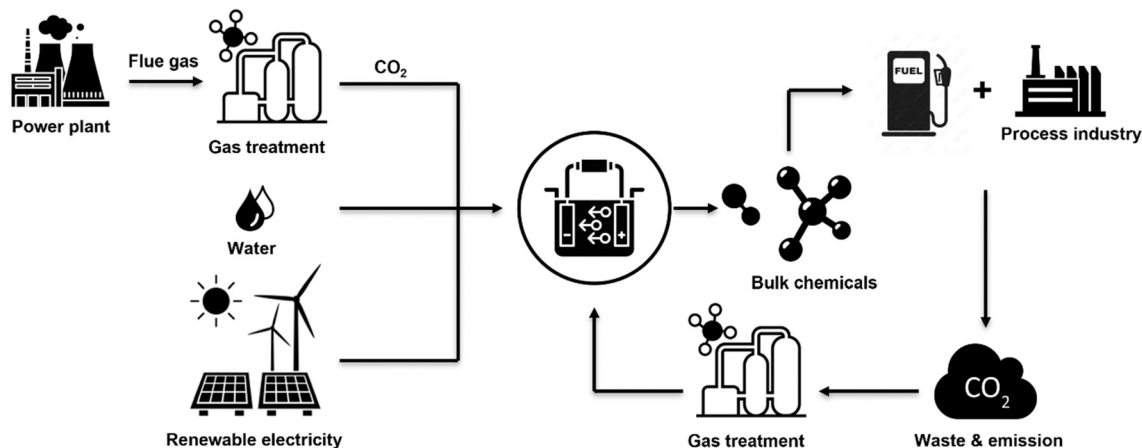 Flue gas
CO₂
Power plant
Gas treatment
FUEL
+
Process industry
Water
-
+
Bulk chemicals
Renewable electricity
Gas treatment
CO₂
Waste & emission